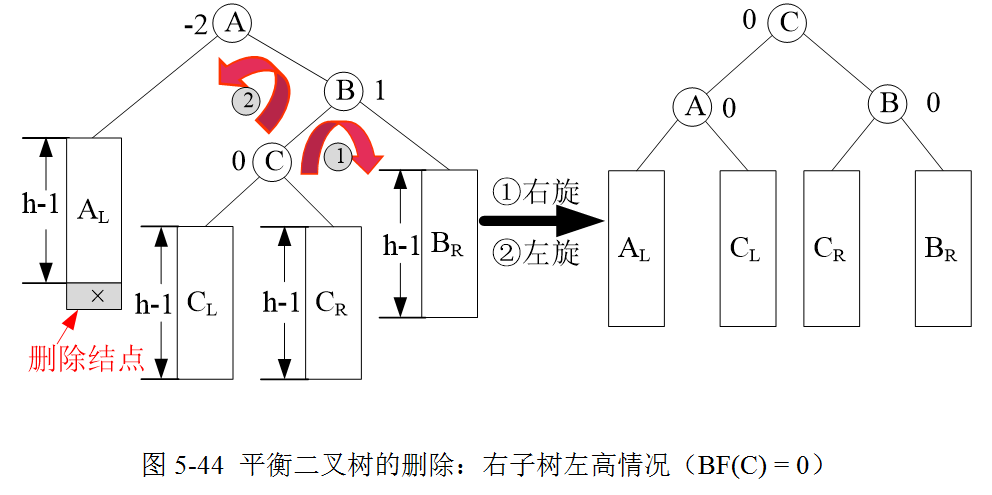 -2 A
B 1
②
0 C ①
h-1 A_L
h-1 B_R
h-1 C_L
h-1 C_R
×
删除结点
①右旋
②左旋
0 C
A 0
B 0
A_L C_L C_R B_R
图 5-44 平衡二叉树的删除：右子树左高情况（BF(C) = 0）